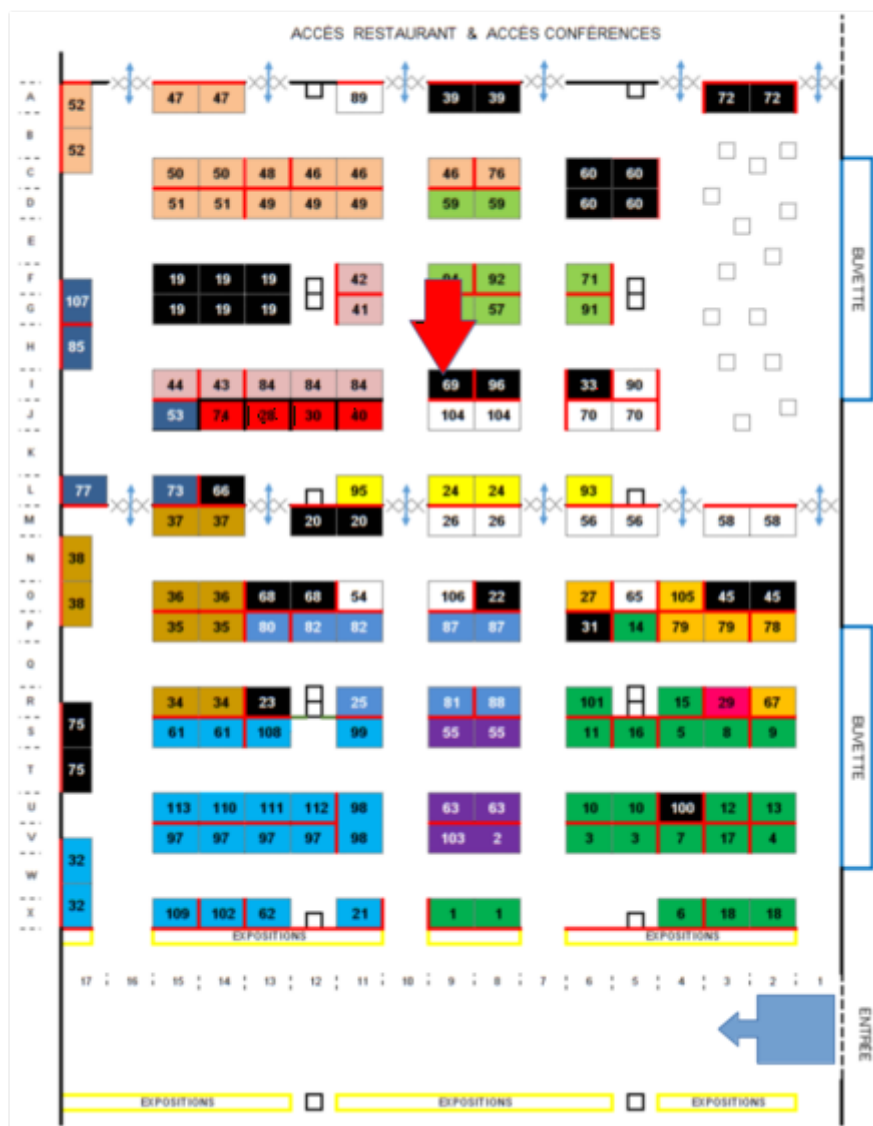 ACCÈS RESTAURANT & ACCÈS CONFÉRENCES
A 52 47 47 89 39 39 72 72
B 52
C 50 50 48 46 46 46 76 60 60
D 51 51 49 49 49 59 59 60 60
E
BUVETTE
F 19 19 19 42 92 71
G 107 19 19 19 41 57 91
H 85
I 44 43 84 84 84 69 96 33 90
J 53 30 40 104 104 70 70
K
L 77 73 66 95 24 24 93
M 37 37 20 20 26 26 56 56 58 58
N 38
O 38 36 36 68 68 54 106 22 27 65 105 45 45
P 35 35 80 82 82 87 87 31 14 79 79 78
Q
R 34 34 23 25 81 88 101 15 29 67
S 75 61 61 108 99 55 55 11 16 5 8 9
BUVETTE
T 75
U 113 110 111 112 98 63 63 10 10 100 12 13
V 97 97 97 97 98 103 2 3 3 7 17 4
W 32
X 32 109 102 62 21 1 1 6 18 18
EXPOSITIONS EXPOSITIONS
17 16 15 14 13 12 11 10 9 8 7 6 5 4 3 2 1
ENTRÉE
EXPOSITIONS EXPOSITIONS EXPOSITIONS